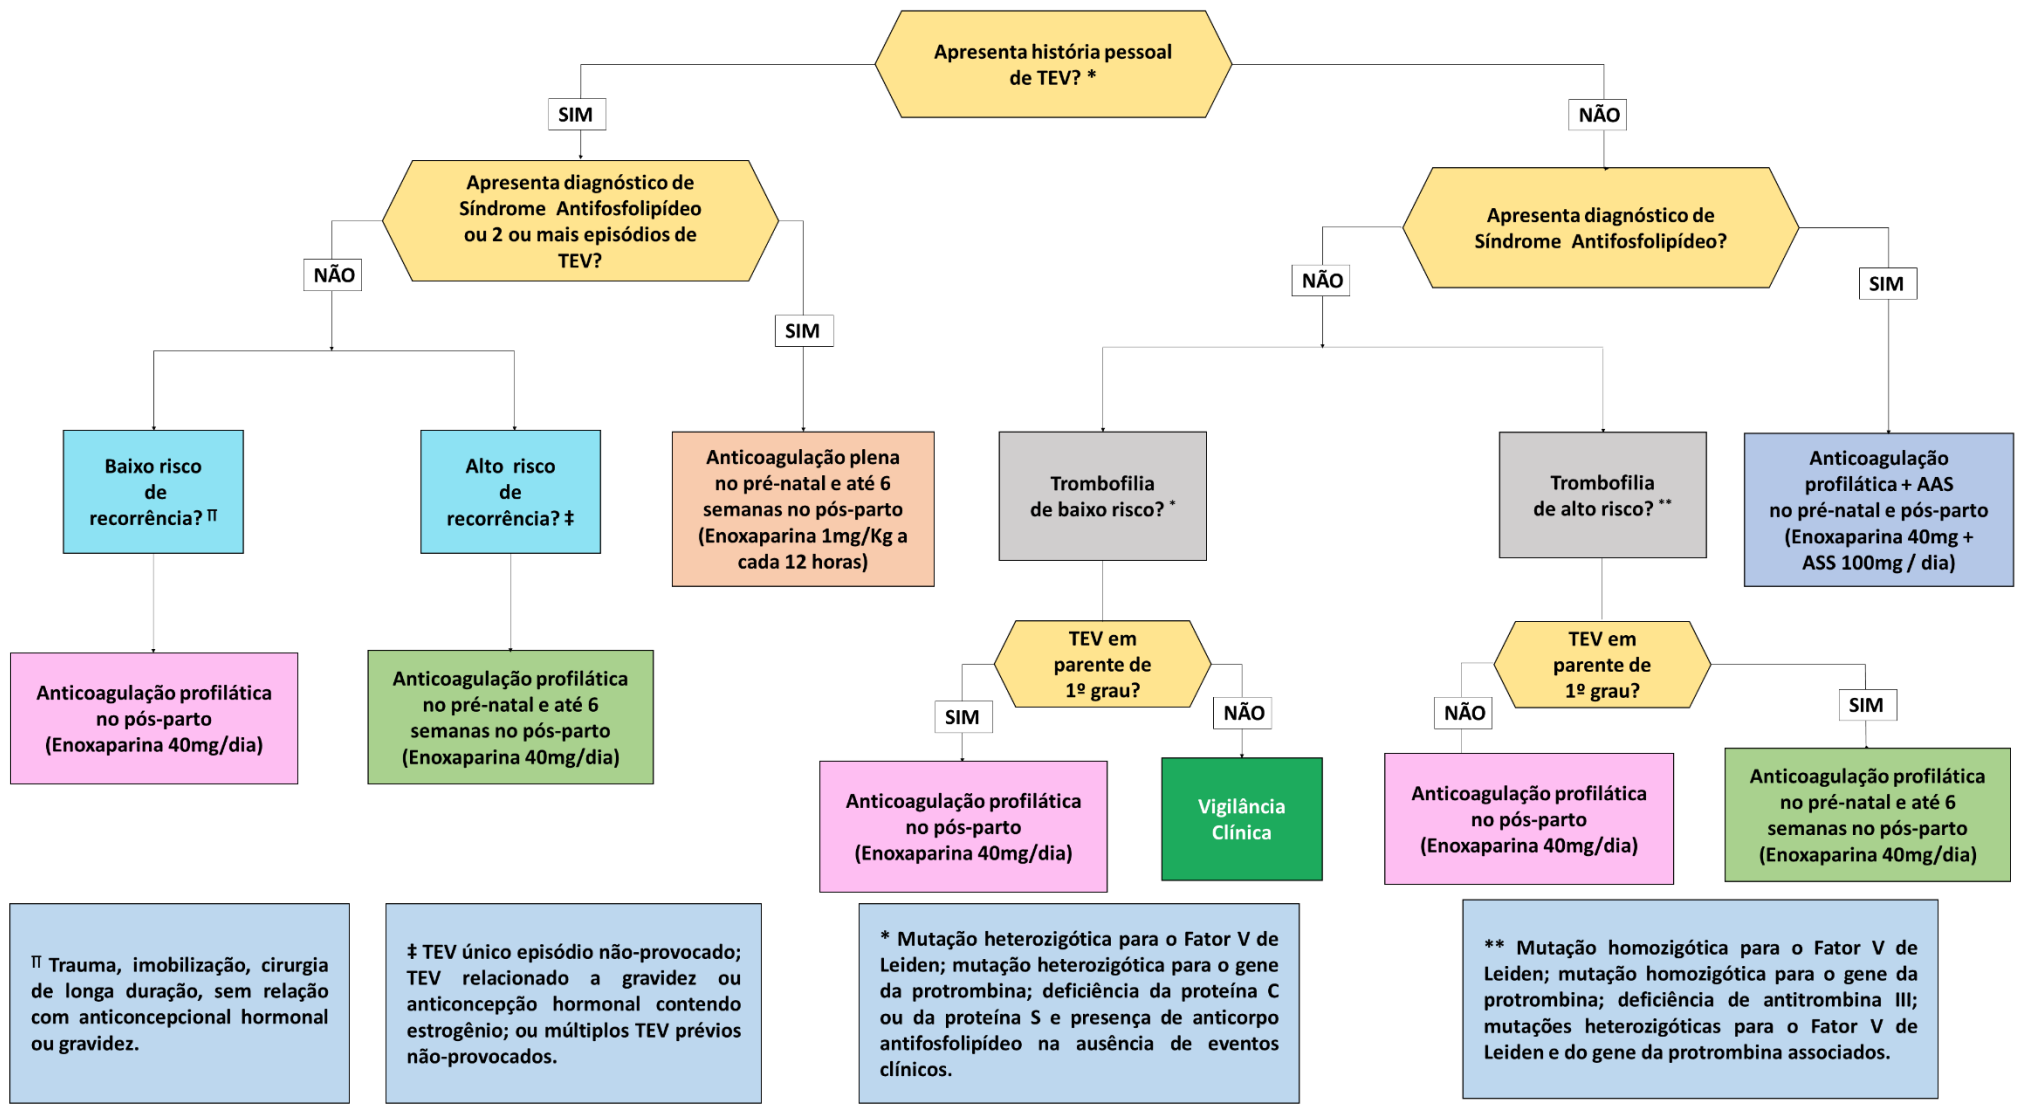 Apresenta história pessoal
de TEV? *
SIM
NÃO
Apresenta diagnóstico de
Síndrome Antifosfolipídeo
ou 2 ou mais episódios de
TEV?
Apresenta diagnóstico de
Síndrome Antifosfolipídeo?
NÃO
SIM
NÃO
SIM
Baixo risco
de
recorrência? π
Alto risco
de
recorrência? ‡
Anticoagulação plena
no pré-natal e até 6
semanas no pós-parto
(Enoxaparina 1mg/Kg a
cada 12 horas)
Trombofilia
de baixo risco? *
Trombofilia
de alto risco? **
Anticoagulação
profilática + AAS
no pré-natal e pós-parto
(Enoxaparina 40mg +
ASS 100mg / dia)
TEV em
parente de
1º grau?
TEV em
parente de
1º grau?
SIM
NÃO
NÃO
SIM
Anticoagulação profilática
no pós-parto
(Enoxaparina 40mg/dia)
Anticoagulação profilática
no pré-natal e até 6
semanas no pós-parto
(Enoxaparina 40mg/dia)
Anticoagulação profilática
no pós-parto
(Enoxaparina 40mg/dia)
Vigilância
Clínica
Anticoagulação profilática
no pós-parto
(Enoxaparina 40mg/dia)
Anticoagulação profilática
no pré-natal e até 6
semanas no pós-parto
(Enoxaparina 40mg/dia)
π Trauma, imobilização, cirurgia
de longa duração, sem relação
com anticoncepcional hormonal
ou gravidez.
‡ TEV único episódio não-provocado;
TEV relacionado a gravidez ou
anticoncepção hormonal contendo
estrogênio; ou múltiplos TEV prévios
não-provocados.
* Mutação heterozigótica para o Fator V de
Leiden; mutação heterozigótica para o gene
da protrombina; deficiência da proteína C
ou da proteína S e presença de anticorpo
antifosfolipídeo na ausência de eventos
clínicos.
** Mutação homozigótica para o Fator V de
Leiden; mutação homozigótica para o gene da
protrombina; deficiência de antitrombina III;
mutações heterozigóticas para o Fator V de
Leiden e do gene da protrombina associados.